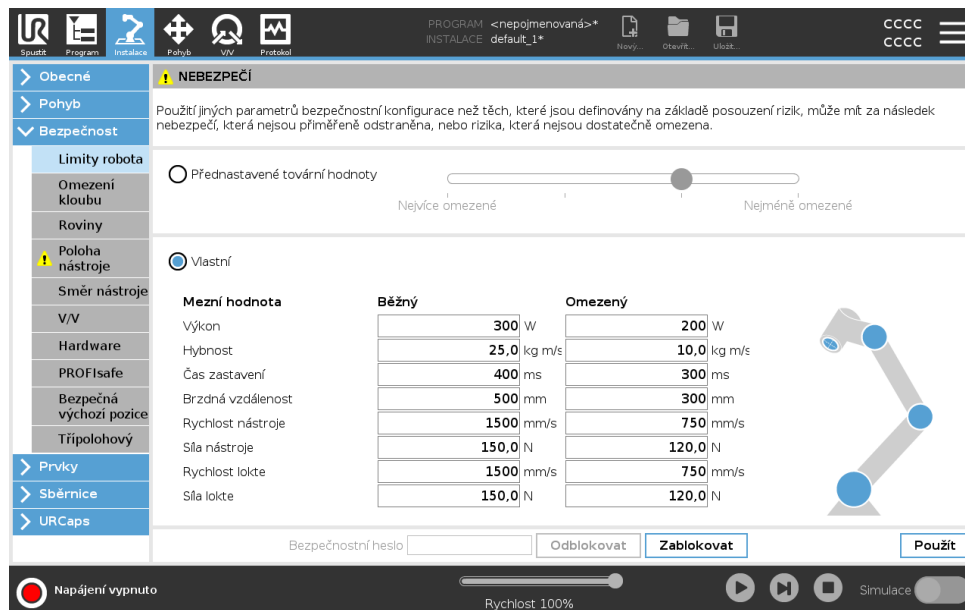 PROGRAM <nepojmenovaná>*
INSTALACE default_1*
Spustit Program Instalace Pohyb V/V Protokol Nový... Otevřít... Uložit...
cccc
cccc
Obecné
Pohyb
Bezpečnost
Limity robota
Omezení
kloubu
Roviny
Poloha
nástroje
Směr nástroje
V/V
Hardware
PROFIsafe
Bezpečná
výchozí pozice
Třípolohový
Prvky
Sběrnice
URCaps
NEBEZPEČÍ
Použití jiných parametrů bezpečnostní konfigurace než těch, které jsou definovány na základě posouzení rizik, může mít za následek
nebezpečí, která nejsou přiměřeně odstraněna, nebo rizika, která nejsou dostatečně omezena.
Přednastavené tovární hodnoty
Nejvíce omezené Nejméně omezené
Vlastní
Mezní hodnota Běžný Omezený
Výkon 300 W 200 W
Hybnost 25,0 kg m/s 10,0 kg m/s
Čas zastavení 400 ms 300 ms
Brzdná vzdálenost 500 mm 300 mm
Rychlost nástroje 1500 mm/s 750 mm/s
Síla nástroje 150,0 N 120,0 N
Rychlost lokte 1500 mm/s 750 mm/s
Síla lokte 150,0 N 120,0 N
Bezpečnostní heslo Odblokovat Zablokovat Použít
Napájení vypnuto Rychlost 100% Simulace